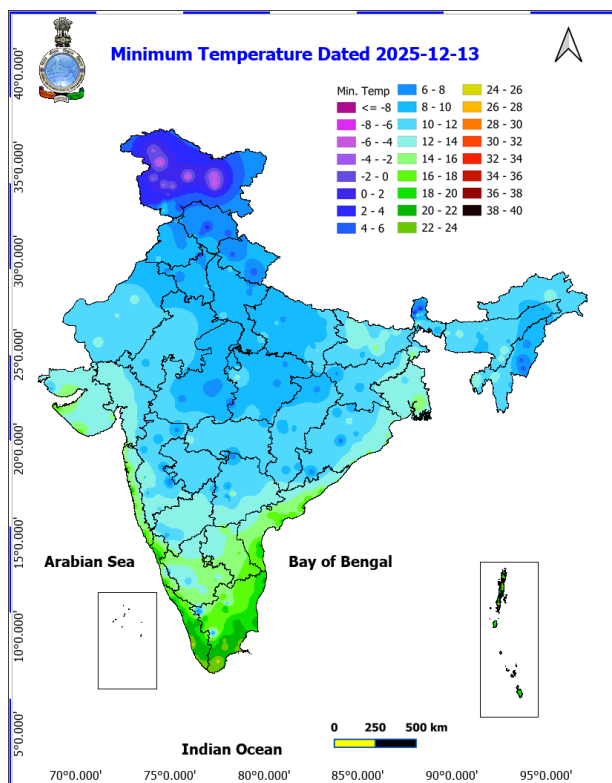 Minimum Temperature Dated 2025-12-13
Min. Temp
<= -8
-8 - -6
-6 - -4
-4 - -2
-2 - 0
0 - 2
2 - 4
4 - 6
6 - 8
8 - 10
10 - 12
12 - 14
14 - 16
16 - 18
18 - 20
20 - 22
22 - 24
24 - 26
26 - 28
28 - 30
30 - 32
32 - 34
34 - 36
36 - 38
38 - 40
40°0.000'
35°0.000'
30°0.000'
25°0.000'
20°0.000'
15°0.000'
10°0.000'
5°0.000'
Arabian Sea
Bay of Bengal
0 250 500 km
Indian Ocean
70°0.000' 75°0.000' 80°0.000' 85°0.000' 90°0.000' 95°0.000'